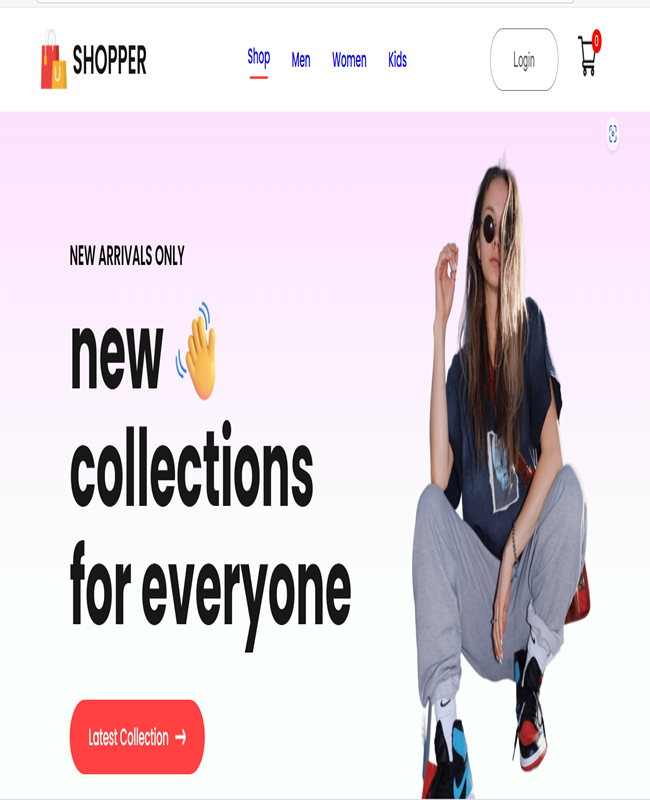 SHOPPER
Shop Men Women Kids
Login
0
NEW ARRIVALS ONLY
new 👋
collections
for everyone
Latest Collection →